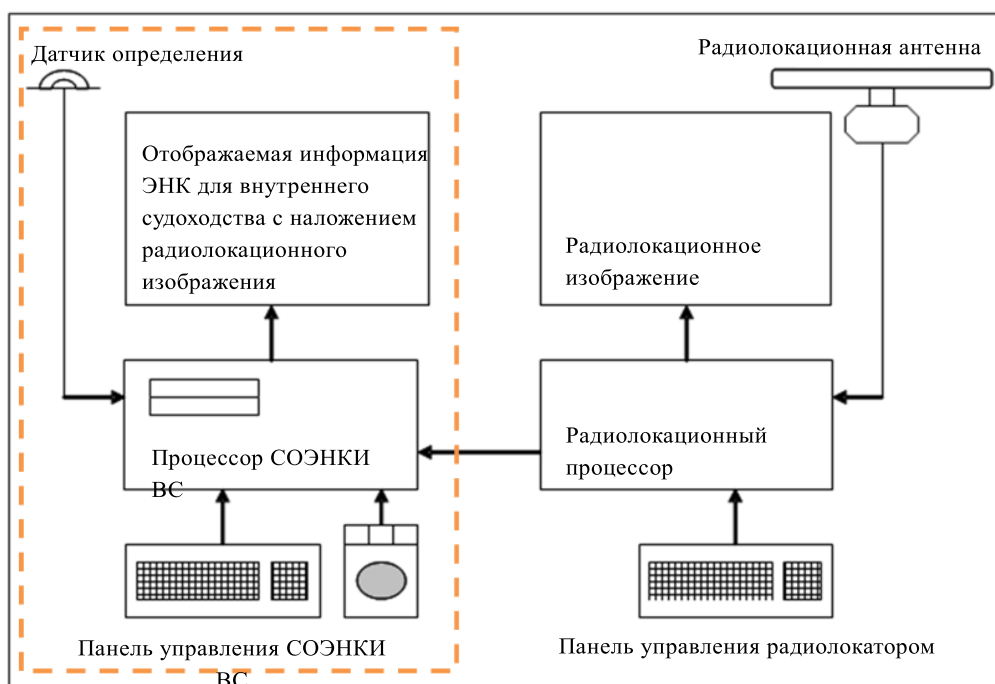 Датчик определения
Радиолокационная антенна
Отображаемая информация
ЭНК для внутреннего
судоходства с наложением
радиолокационного
изображения
Радиолокационное
изображение
Процессор СОЭНКИ
ВС
Радиолокационный
процессор
Панель управления СОЭНКИ
ВС
Панель управления радиолокатором